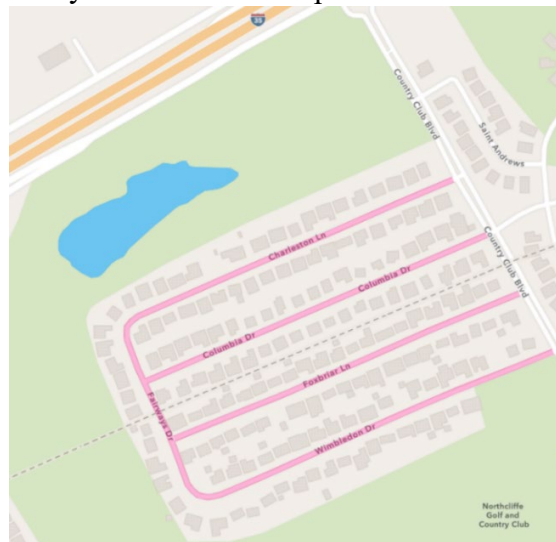 35
Country Club Blvd
Saint Andrews
Charleston Ln
Columbia Dr
Country Club Blvd
Columbia Dr
Foxbriar Ln
Fairways Dr
Wimbledon Dr
Northcliffe
Golf and
Country Club